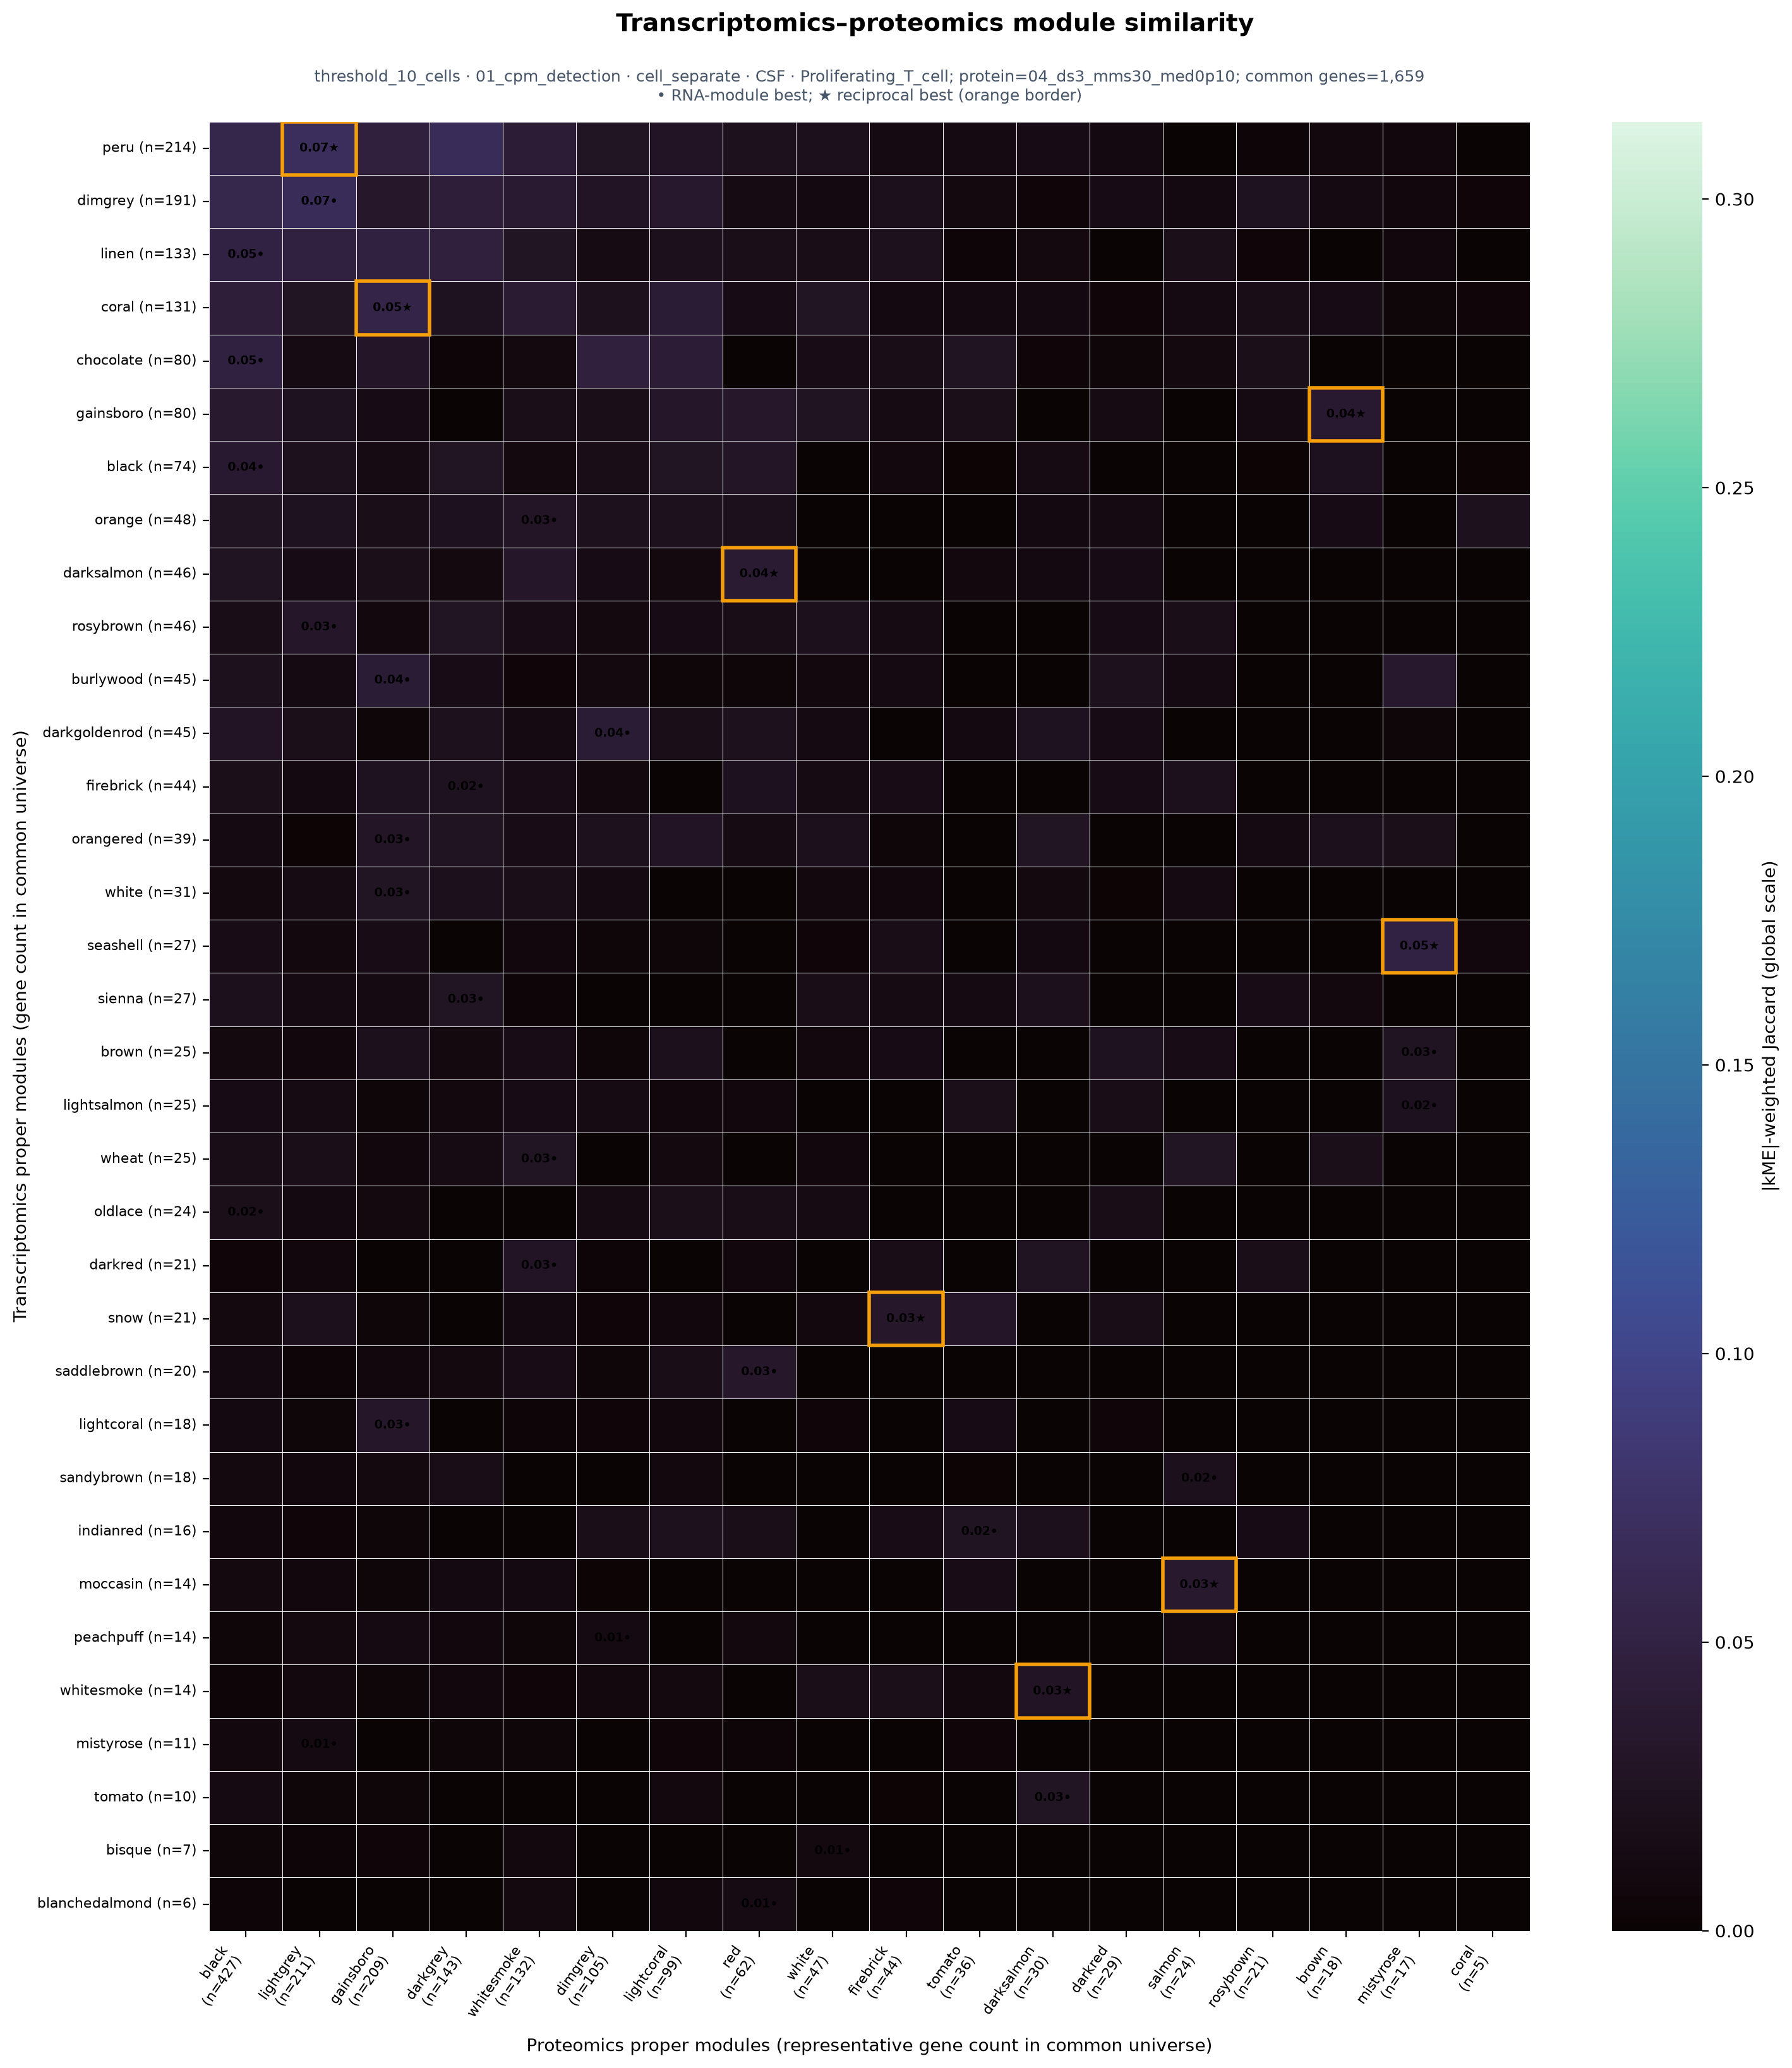 Transcriptomics–proteomics module similarity
threshold_10_cells · 01_cpm_detection · cell_separate · CSF · Proliferating_T_cell; protein=04_ds3_mms30_med0p10; common genes=1,659
• RNA-module best; ★ reciprocal best (orange border)
Transcriptomics proper modules (gene count in common universe)
peru (n=214)
0.07★
dimgrey (n=191)
0.07•
linen (n=133)
0.05•
coral (n=131)
0.05★
chocolate (n=80)
0.05•
gainsboro (n=80)
0.04★
black (n=74)
0.04•
orange (n=48)
0.03•
darksalmon (n=46)
0.04★
rosybrown (n=46)
0.03•
burlywood (n=45)
0.04•
darkgoldenrod (n=45)
0.04•
firebrick (n=44)
0.02•
orangered (n=39)
0.03•
white (n=31)
0.03•
seashell (n=27)
0.05★
sienna (n=27)
0.03•
brown (n=25)
0.03•
lightsalmon (n=25)
0.02•
wheat (n=25)
0.03•
oldlace (n=24)
0.02•
darkred (n=21)
0.03•
snow (n=21)
0.03★
saddlebrown (n=20)
0.03•
lightcoral (n=18)
0.03•
sandybrown (n=18)
0.02•
indianred (n=16)
0.02•
moccasin (n=14)
0.03★
peachpuff (n=14)
0.01•
whitesmoke (n=14)
0.03★
mistyrose (n=11)
0.01•
tomato (n=10)
0.03•
bisque (n=7)
0.01•
blanchedalmond (n=6)
0.01•
black
(n=427)
lightgrey
(n=211)
gainsboro
(n=209)
darkgrey
(n=143)
whitesmoke
(n=132)
dimgrey
(n=105)
lightcoral
(n=99)
red
(n=62)
white
(n=47)
firebrick
(n=44)
tomato
(n=36)
darksalmon
(n=30)
darkred
(n=29)
salmon
(n=24)
rosybrown
(n=21)
brown
(n=18)
mistyrose
(n=17)
coral
(n=5)
Proteomics proper modules (representative gene count in common universe)
0.30
0.25
0.20
0.15
0.10
0.05
0.00
|kME|-weighted Jaccard (global scale)